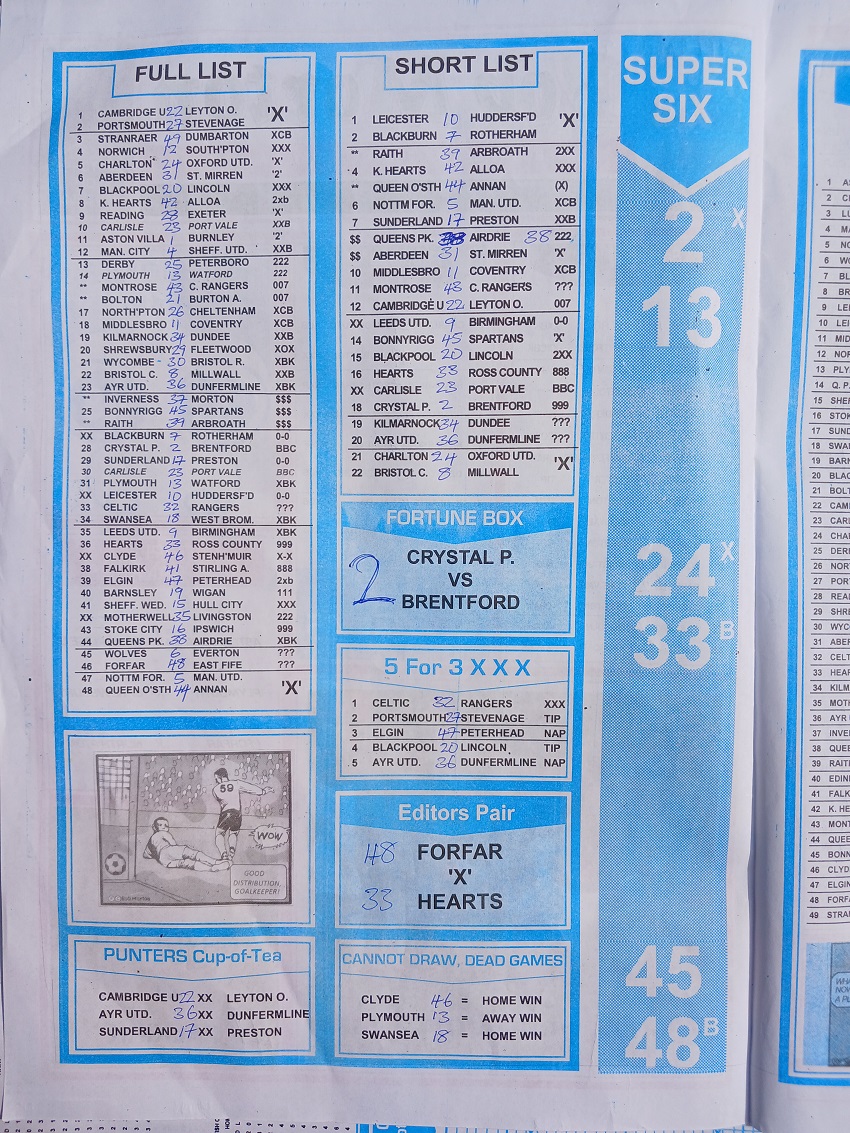 FULL LIST
1 CAMBRIDGE U 22 LEYTON O. 'X'
2 PORTSMOUTH 27 STEVENAGE
3 STRANRAER 49 DUMBARTON XCB
4 NORWICH 12 SOUTH'PTON XXX
5 CHARLTON 24 OXFORD UTD. 'X'
6 ABERDEEN 31 ST. MIRREN '2'
7 BLACKPOOL 20 LINCOLN XXX
8 K. HEARTS 42 ALLOA 2xb
9 READING 28 EXETER 'X'
10 CARLISLE 23 PORT VALE XXB
11 ASTON VILLA 1 BURNLEY '2'
12 MAN. CITY 4 SHEFF. UTD. XXB
13 DERBY 25 PETERBORO 222
14 PLYMOUTH 13 WATFORD 222
** MONTROSE 43 C. RANGERS 007
** BOLTON 21 BURTON A. 007
17 NORTH'PTON 26 CHELTENHAM XCB
18 MIDDLESBRO 11 COVENTRY XCB
19 KILMARNOCK 34 DUNDEE XXB
20 SHREWSBURY 29 FLEETWOOD XOX
21 WYCOMBE 30 BRISTOL R. XBK
22 BRISTOL C. 8 MILLWALL XXB
23 AYR UTD. 36 DUNFERMLINE XBK
** INVERNESS 37 MORTON $$$
25 BONNYRIGG 45 SPARTANS $$$
** RAITH 39 ARBROATH $$$
XX BLACKBURN 7 ROTHERHAM 0-0
28 CRYSTAL P. 2 BRENTFORD BBC
29 SUNDERLAND 17 PRESTON 0-0
30 CARLISLE 23 PORT VALE BBC
31 PLYMOUTH 13 WATFORD XBK
XX LEICESTER 10 HUDDERSF'D 0-0
33 CELTIC 32 RANGERS ???
34 SWANSEA 18 WEST BROM. XBK
35 LEEDS UTD. 9 BIRMINGHAM XBK
36 HEARTS 33 ROSS COUNTY 999
XX CLYDE 46 STENH'MUIR X-X
38 FALKIRK 41 STIRLING A. 888
39 ELGIN 47 PETERHEAD 2xb
40 BARNSLEY 19 WIGAN 111
41 SHEFF. WED. 15 HULL CITY XXX
XX MOTHERWELL 35 LIVINGSTON 222
43 STOKE CITY 16 IPSWICH 999
44 QUEENS PK. 38 AIRDRIE XBK
45 WOLVES 6 EVERTON ???
46 FORFAR 48 EAST FIFE ???
47 NOTTM FOR. 5 MAN. UTD. 'X'
48 QUEEN O'STH 44 ANNAN
59
WOW
GOOD DISTRIBUTION, GOALKEEPER!
PUNTERS Cup-of-Tea
CAMBRIDGE U 22 XX LEYTON O.
AYR UTD. 36 XX DUNFERMLINE
SUNDERLAND 17 XX PRESTON
SHORT LIST
1 LEICESTER 10 HUDDERSF'D 'X'
2 BLACKBURN 7 ROTHERHAM
** RAITH 39 ARBROATH 2XX
4 K. HEARTS 42 ALLOA XXX
** QUEEN O'STH 44 ANNAN (X)
6 NOTTM FOR. 5 MAN. UTD. XCB
7 SUNDERLAND 17 PRESTON XXB
$$ QUEENS PK. AIRDRIE 38 222
$$ ABERDEEN 31 ST. MIRREN 'X'
10 MIDDLESBRO 11 COVENTRY XCB
11 MONTROSE 43 C. RANGERS ???
12 CAMBRIDGE U 22 LEYTON O. 007
XX LEEDS UTD. 9 BIRMINGHAM 0-0
14 BONNYRIGG 45 SPARTANS 'X'
15 BLACKPOOL 20 LINCOLN 2XX
16 HEARTS 33 ROSS COUNTY 888
XX CARLISLE 23 PORT VALE BBC
18 CRYSTAL P. 2 BRENTFORD 999
19 KILMARNOCK 34 DUNDEE ???
20 AYR UTD. 36 DUNFERMLINE ???
21 CHARLTON 24 OXFORD UTD. 'X'
22 BRISTOL C. 8 MILLWALL
FORTUNE BOX
2
CRYSTAL P.
VS
BRENTFORD
5 For 3 X X X
1 CELTIC 32 RANGERS XXX
2 PORTSMOUTH 27 STEVENAGE TIP
3 ELGIN 47 PETERHEAD NAP
4 BLACKPOOL 20 LINCOLN TIP
5 AYR UTD. 36 DUNFERMLINE NAP
Editors Pair
48 FORFAR
'X'
33 HEARTS
CANNOT DRAW, DEAD GAMES
CLYDE 46 = HOME WIN
PLYMOUTH 13 = AWAY WIN
SWANSEA 18 = HOME WIN
SUPER
SIX
2 X
13
24 X
33 B
45
48 B